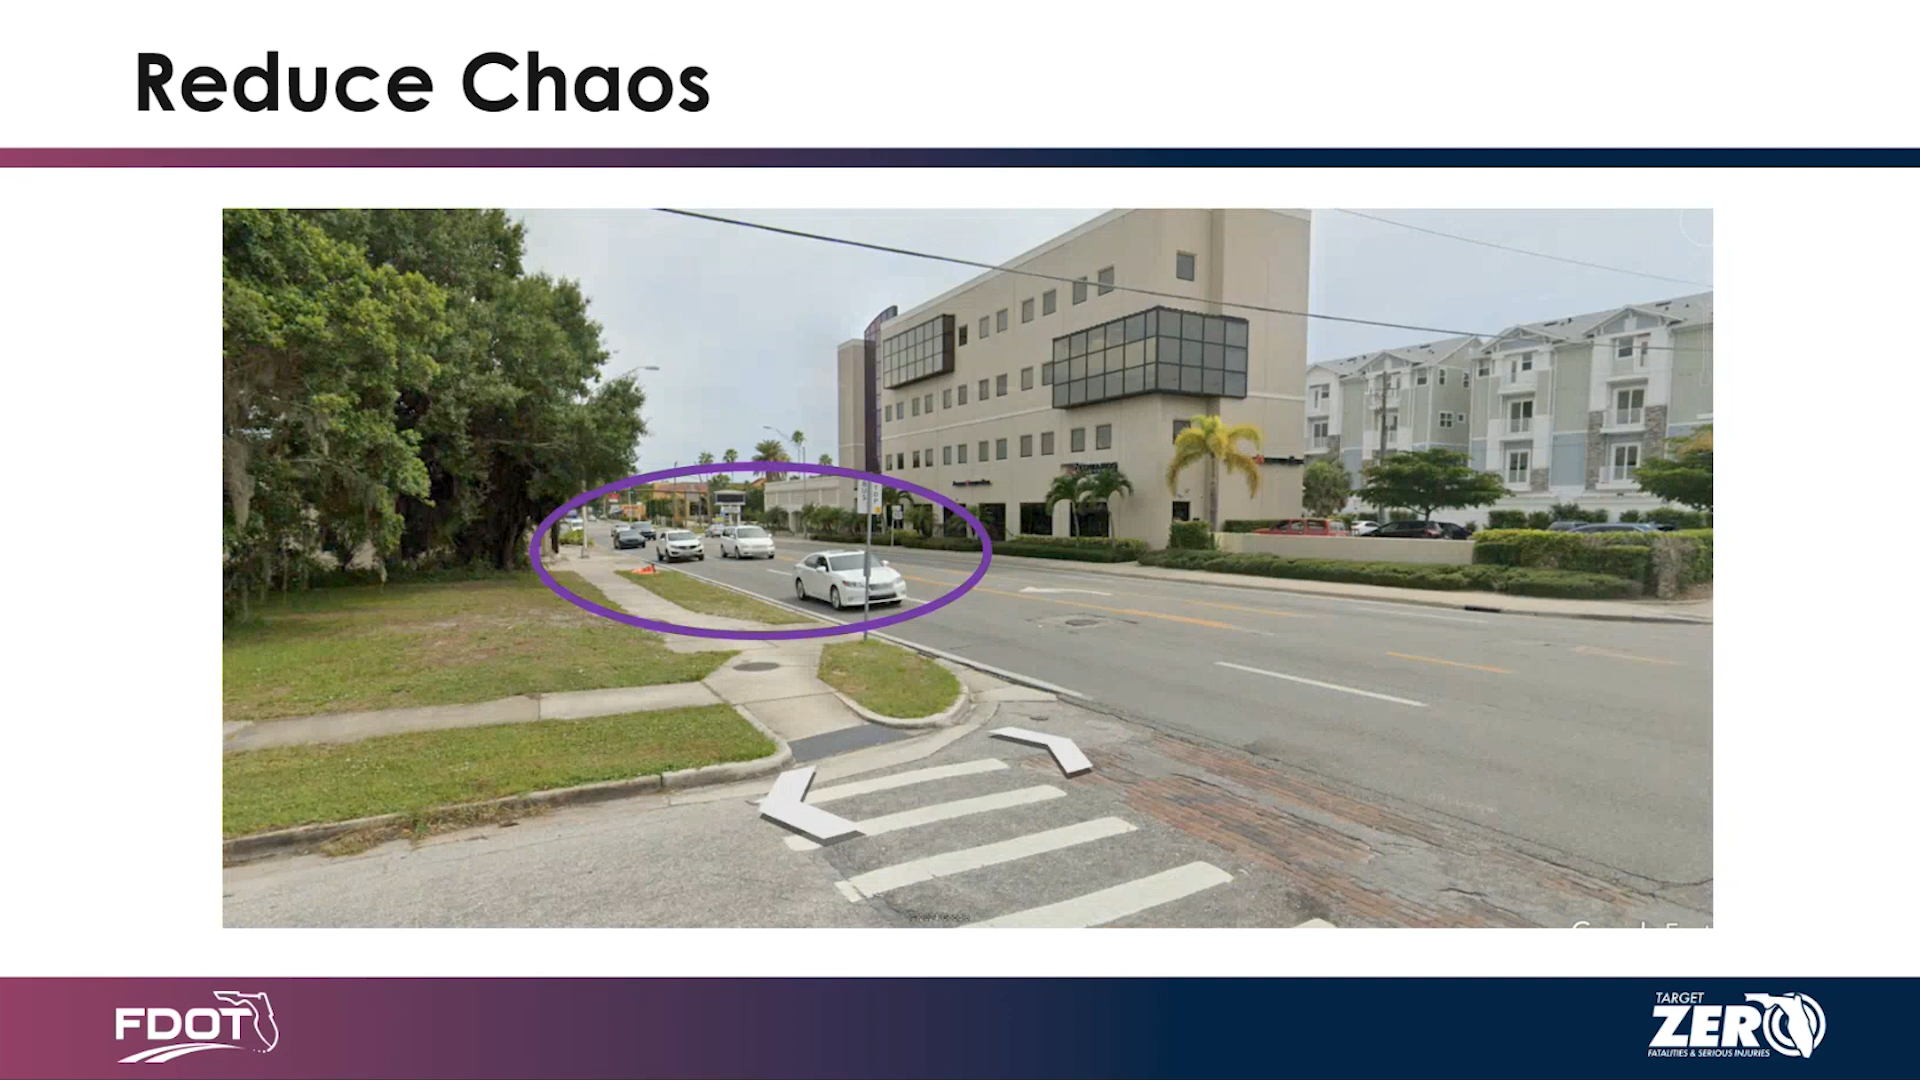 Reduce Chaos
FDOT
TARGET
ZERO
FATALITIES & SERIOUS INJURIES